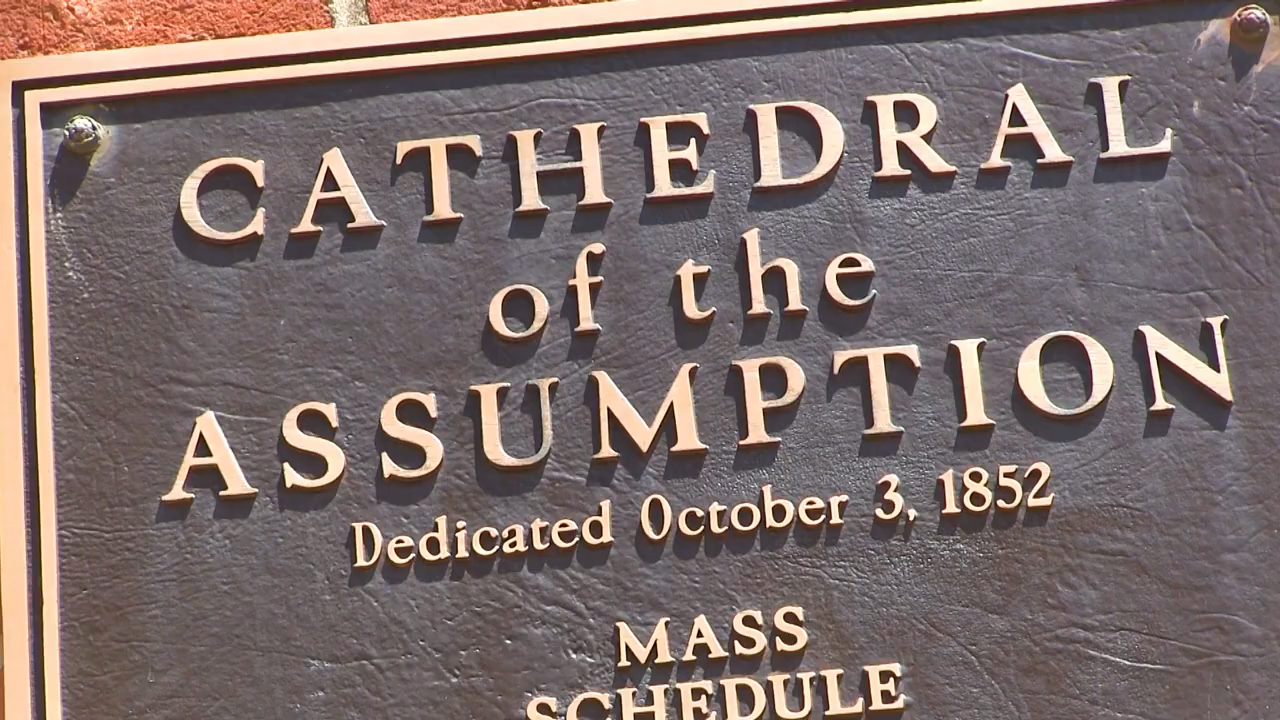 CATHEDRAL
of the
ASSUMPTION
Dedicated October 3, 1852
MASS
SCHEDULE